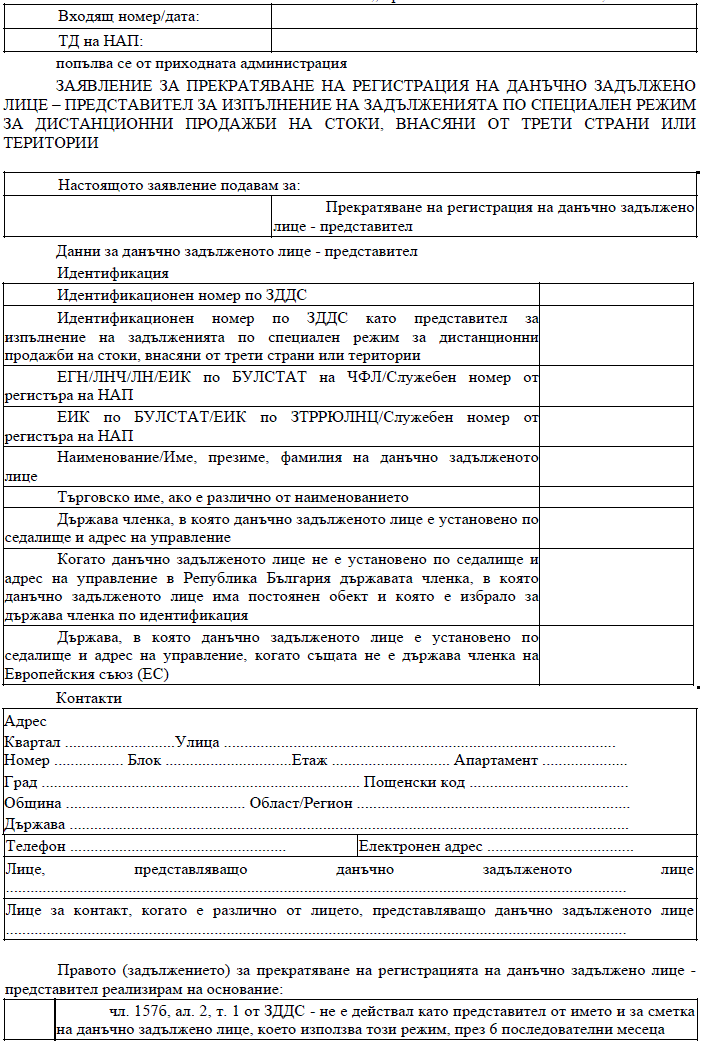 Входящ номер/дата:
ТД на НАП:
попълва се от приходната администрация
ЗАЯВЛЕНИЕ ЗА ПРЕКРАТЯВАНЕ НА РЕГИСТРАЦИЯ НА ДАНЪЧНО ЗАДЪЛЖЕНО
ЛИЦЕ – ПРЕДСТАВИТЕЛ ЗА ИЗПЪЛНЕНИЕ НА ЗАДЪЛЖЕНИЯТА ПО СПЕЦИАЛЕН РЕЖИМ
ЗА ДИСТАНЦИОННИ ПРОДАЖБИ НА СТОКИ, ВНАСЯНИ ОТ ТРЕТИ СТРАНИ ИЛИ
ТЕРИТОРИИ
Настоящото заявление подавам за:
Прекратяване на регистрация на данъчно задължено
лице - представител
Данни за данъчно задълженото лице - представител
Идентификация
Идентификационен номер по ЗДДС
Идентификационен номер по ЗДДС като представител за
изпълнение на задълженията по специален режим за дистанционни
продажби на стоки, внасяни от трети страни или територии
ЕГН/ЛНЧ/ЛН/ЕИК по БУЛСТАТ на ЧФЛ/Служебен номер от
регистъра на НАП
ЕИК по БУЛСТАТ/ЕИК по ЗТРРЮЛНЦ/Служебен номер от
регистъра на НАП
Наименование/Име, презиме, фамилия на данъчно задълженото
лице
Търговско име, ако е различно от наименованието
Държава членка, в която данъчно задълженото лице е установено по
седалище и адрес на управление
Когато данъчно задълженото лице не е установено по седалище и
адрес на управление в Република България държавата членка, в която
данъчно задълженото лице има постоянен обект и която е избрало за
държава членка по идентификация
Държава, в която данъчно задълженото лице е установено по
седалище и адрес на управление, когато същата не е държава членка на
Европейския съюз (ЕС)
Контакти
Адрес
Квартал ...........................Улица ................................................................................................
Номер ................. Блок ...............................Етаж ............................. Апартамент .....................
Град .............................................................................. Пощенски код .......................................
Община ............................................ Област/Регион ...................................................................
Държава .........................................................................................................................................
Телефон ..................................................... Електронен адрес ....................................
Лице, представляващо данъчно задълженото лице
........................................................................................................................................................
Лице за контакт, когато е различно от лицето, представляващо данъчно задълженото лице
........................................................................................................................................................
Правото (задължението) за прекратяване на регистрацията на данъчно задължено лице -
представител реализирам на основание:
чл. 157б, ал. 2, т. 1 от ЗДДС - не е действал като представител от името и за сметка
на данъчно задължено лице, което използва този режим, през 6 последователни месеца